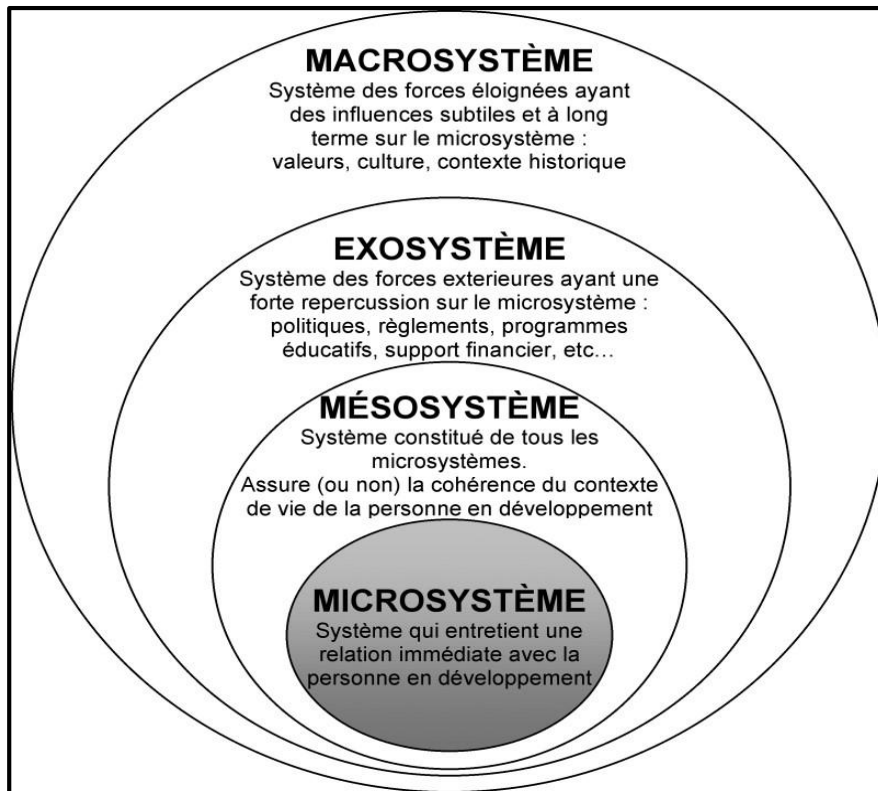 MACROSYSTÈME
Système des forces éloignées ayant
des influences subtiles et à long
terme sur le microsystème :
valeurs, culture, contexte historique
EXOSYSTÈME
Système des forces exterieures ayant une
forte repercussion sur le microsystème :
politiques, règlements, programmes
éducatifs, support financier, etc...
MÉSOSYSTÈME
Système constitué de tous les
microsystèmes.
Assure (ou non) la cohérence du contexte
de vie de la personne en développement
MICROSYSTÈME
Système qui entretient une
relation immédiate avec la
personne en développement